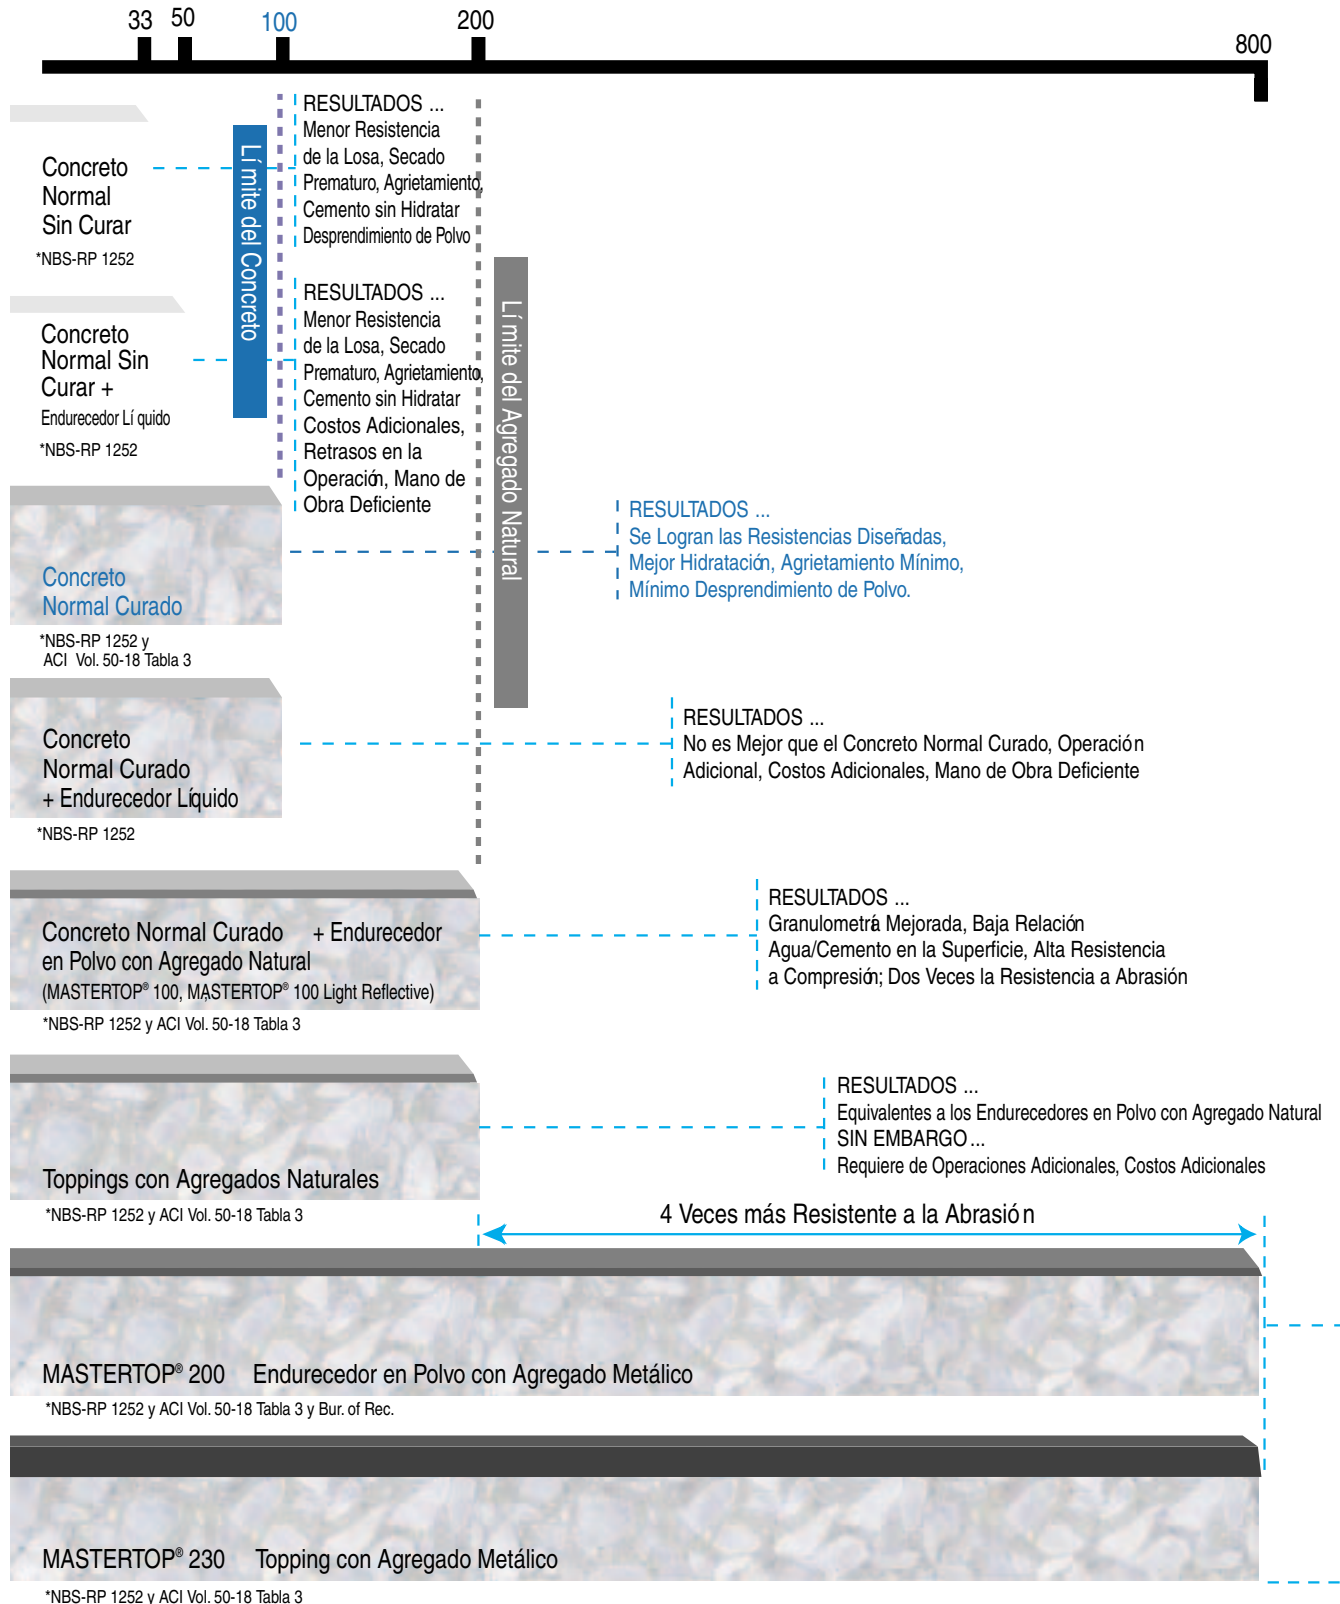 33 50 100 200 800
RESULTADOS ...
Menor Resistencia
de la Losa, Secado
Prematuro, Agrietamiento,
Cemento sin Hidratar
Desprendimiento de Polvo
Concreto
Normal
Sin Curar
*NBS-RP 1252
Límite del Concreto
RESULTADOS ...
Menor Resistencia
de la Losa, Secado
Prematuro, Agrietamiento,
Cemento sin Hidratar
Costos Adicionales,
Retrasos en la
Operación, Mano de
Obra Deficiente
Concreto
Normal Sin
Curar +
Endurecedor Líquido
*NBS-RP 1252
Límite del Agregado Natural
Concreto
Normal Curado
*NBS-RP 1252 y
ACI Vol. 50-18 Tabla 3
RESULTADOS ...
Se Logran las Resistencias Diseñadas,
Mejor Hidratación, Agrietamiento Mínimo,
Mínimo Desprendimiento de Polvo.
Concreto
Normal Curado
+ Endurecedor Líquido
*NBS-RP 1252
RESULTADOS ...
No es Mejor que el Concreto Normal Curado, Operación
Adicional, Costos Adicionales, Mano de Obra Deficiente
Concreto Normal Curado + Endurecedor
en Polvo con Agregado Natural
(MASTERTOP® 100, MASTERTOP® 100 Light Reflective)
*NBS-RP 1252 y ACI Vol. 50-18 Tabla 3
RESULTADOS ...
Granulometría Mejorada, Baja Relación
Agua/Cemento en la Superficie, Alta Resistencia
a Compresión; Dos Veces la Resistencia a Abrasión
Toppings con Agregados Naturales
*NBS-RP 1252 y ACI Vol. 50-18 Tabla 3
RESULTADOS ...
Equivalentes a los Endurecedores en Polvo con Agregado Natural
SIN EMBARGO ...
Requiere de Operaciones Adicionales, Costos Adicionales
4 Veces más Resistente a la Abrasión
MASTERTOP® 200 Endurecedor en Polvo con Agregado Metálico
*NBS-RP 1252 y ACI Vol. 50-18 Tabla 3 y Bur. of Rec.
MASTERTOP® 230 Topping con Agregado Metálico
*NBS-RP 1252 y ACI Vol. 50-18 Tabla 3